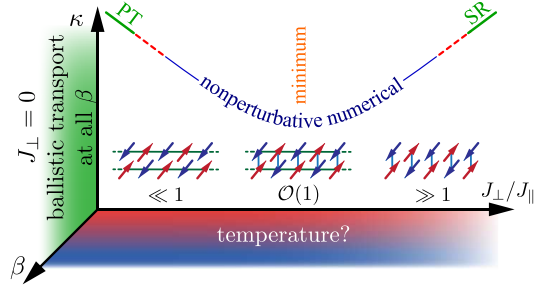 κ
PT
SR
minimum
nonperturbative numerical
J⊥ = 0
ballistic transport
at all β
≪ 1
𝒪(1)
≫ 1
J⊥/J∥
temperature?
β